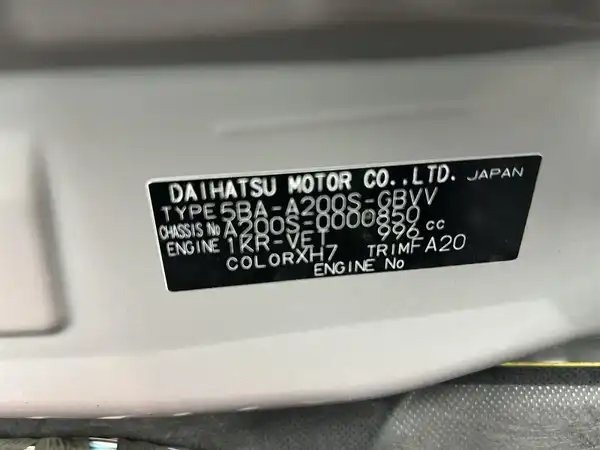 DAIHATSU MOTOR CO.,LTD. JAPAN
TYPE 5BA-A200S-GBVV
CHASSIS No A200S-0000850
ENGINE 1KR-VET 996 cc
COLOR XH7 TRIM FA20
ENGINE No